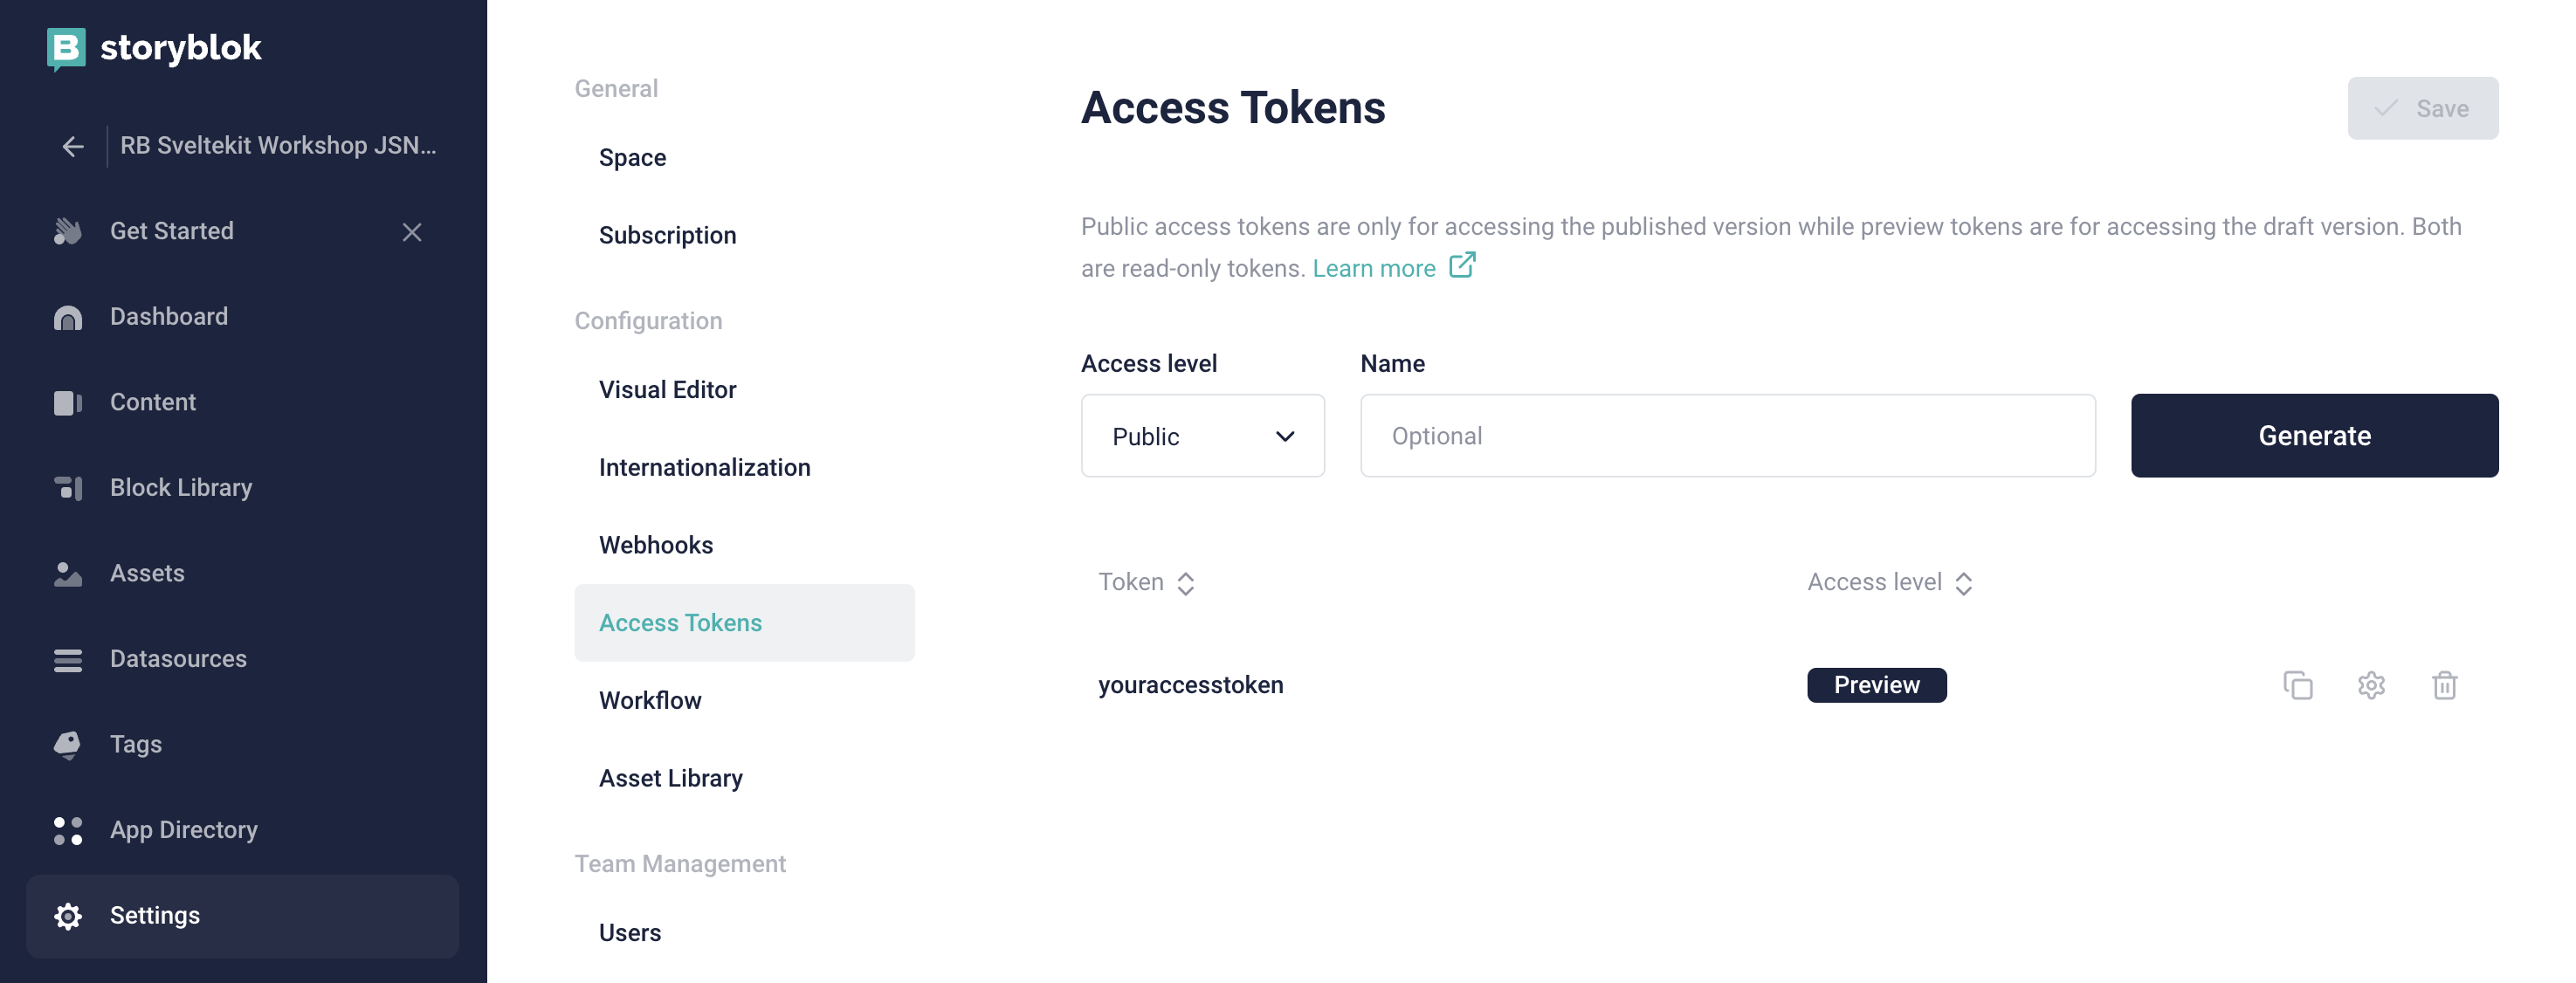 storyblok
RB Sveltekit Workshop JSN...
Get Started
Dashboard
Content
Block Library
Assets
Datasources
Tags
App Directory
Settings
General
Space
Subscription
Configuration
Visual Editor
Internationalization
Webhooks
Access Tokens
Workflow
Asset Library
Team Management
Users
Access Tokens
Save
Public access tokens are only for accessing the published version while preview tokens are for accessing the draft version. Both
are read-only tokens. Learn more
Access level Name
Public Optional Generate
Token Access level
youraccesstoken Preview